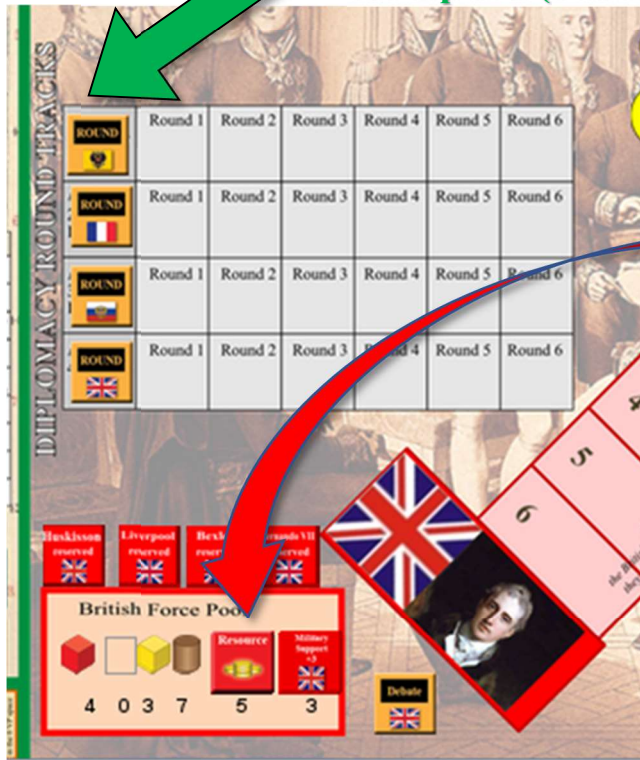 DIPLOMACY ROUND TRACKS
ROUND
Round 1 Round 2 Round 3 Round 4 Round 5 Round 6
ROUND
Round 1 Round 2 Round 3 Round 4 Round 5 Round 6
ROUND
Round 1 Round 2 Round 3 Round 4 Round 5 Round 6
ROUND
Round 1 Round 2 Round 3 Round 5 Round 6
5
6
Huskisson
reserved
Liverpool
reserved
British Force Pool
Resource
Military
Support
+3
4 0 3 7 5 3
Debate